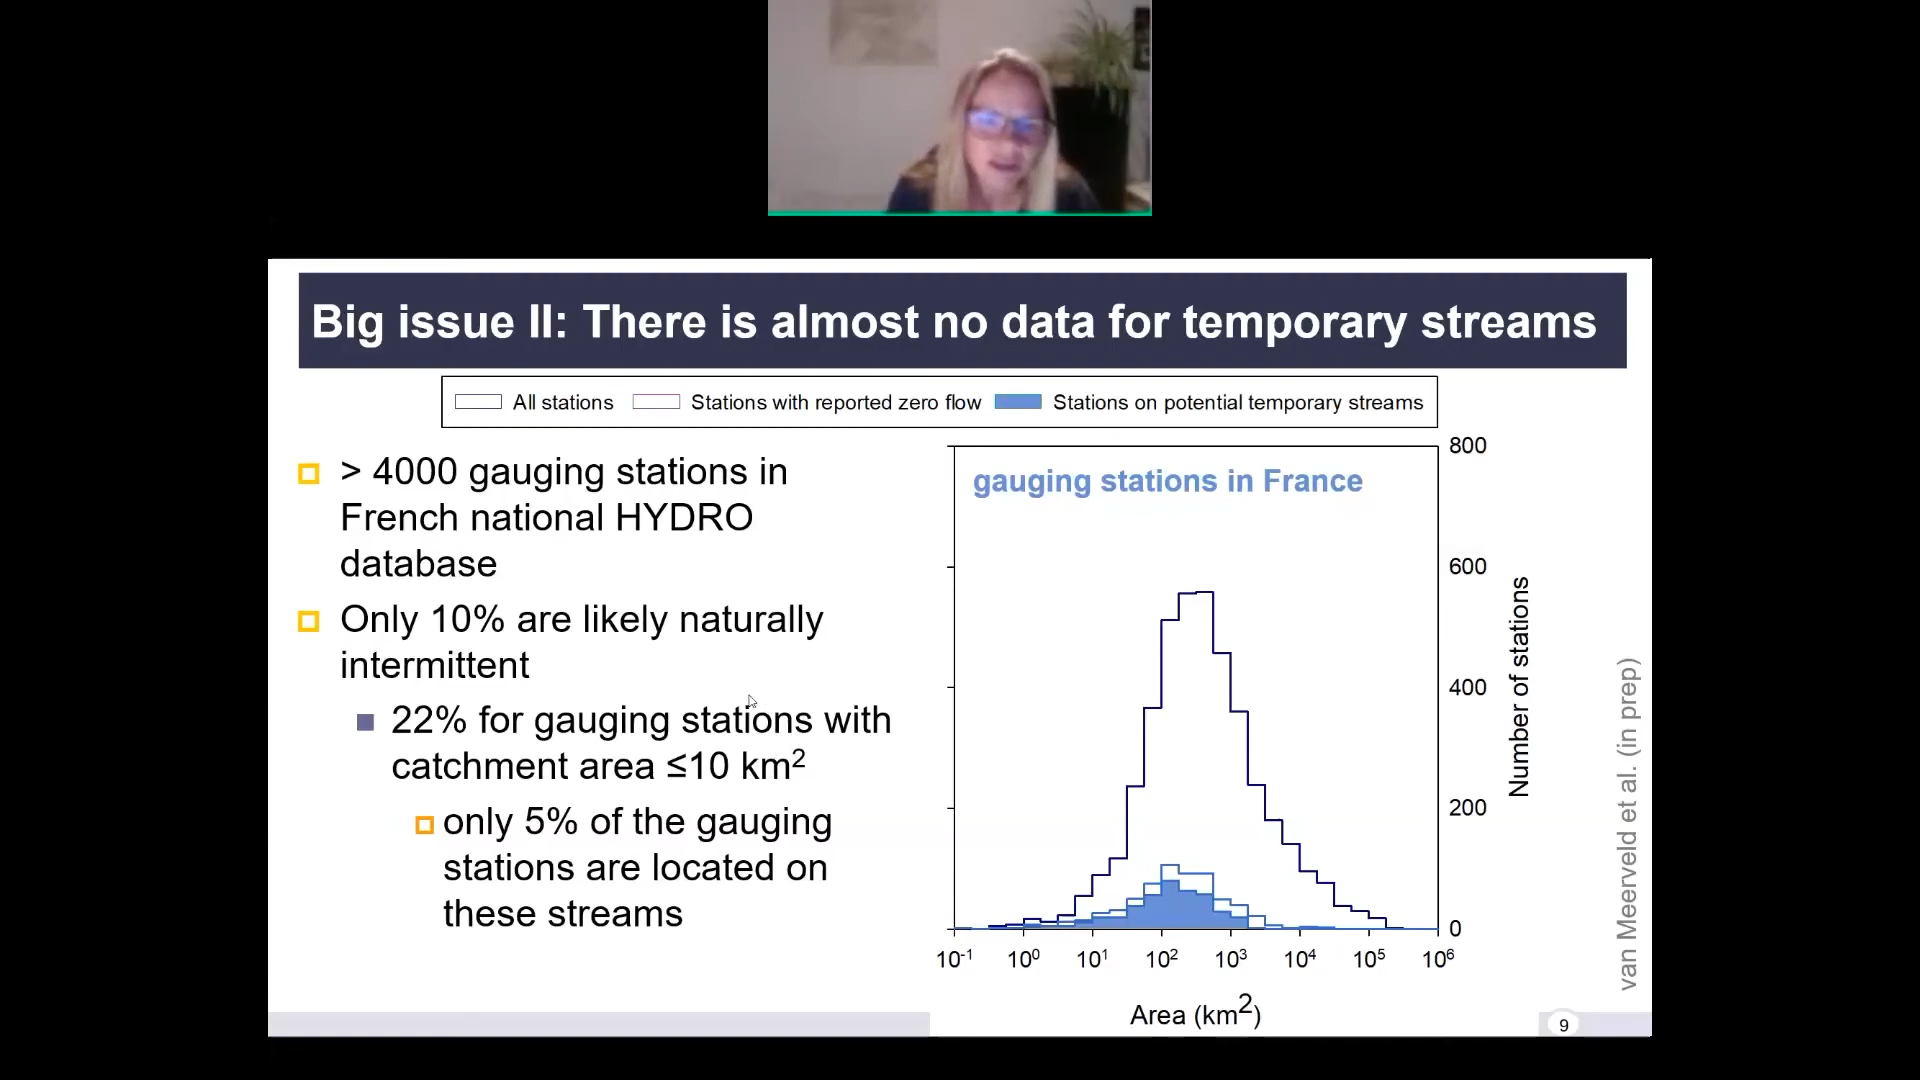 Big issue II: There is almost no data for temporary streams
All stations
Stations with reported zero flow
Stations on potential temporary streams
> 4000 gauging stations in
French national HYDRO
database
Only 10% are likely naturally
intermittent
22% for gauging stations with
catchment area ≤10 km²
only 5% of the gauging
stations are located on
these streams
gauging stations in France
800
600
400
200
0
Number of stations
10⁻¹ 10⁰ 10¹ 10² 10³ 10⁴ 10⁵ 10⁶
Area (km²)
van Meerveld et al. (in prep)
9